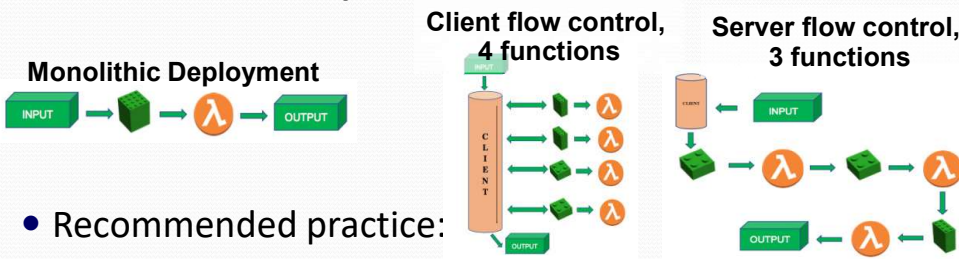 Client flow control,
4 functions
Server flow control,
3 functions
Monolithic Deployment
INPUT
λ
OUTPUT
INPUT
CLIENT
λ
λ
λ
λ
OUTPUT
CLIENT
INPUT
λ
λ
OUTPUT
λ
• Recommended practice: